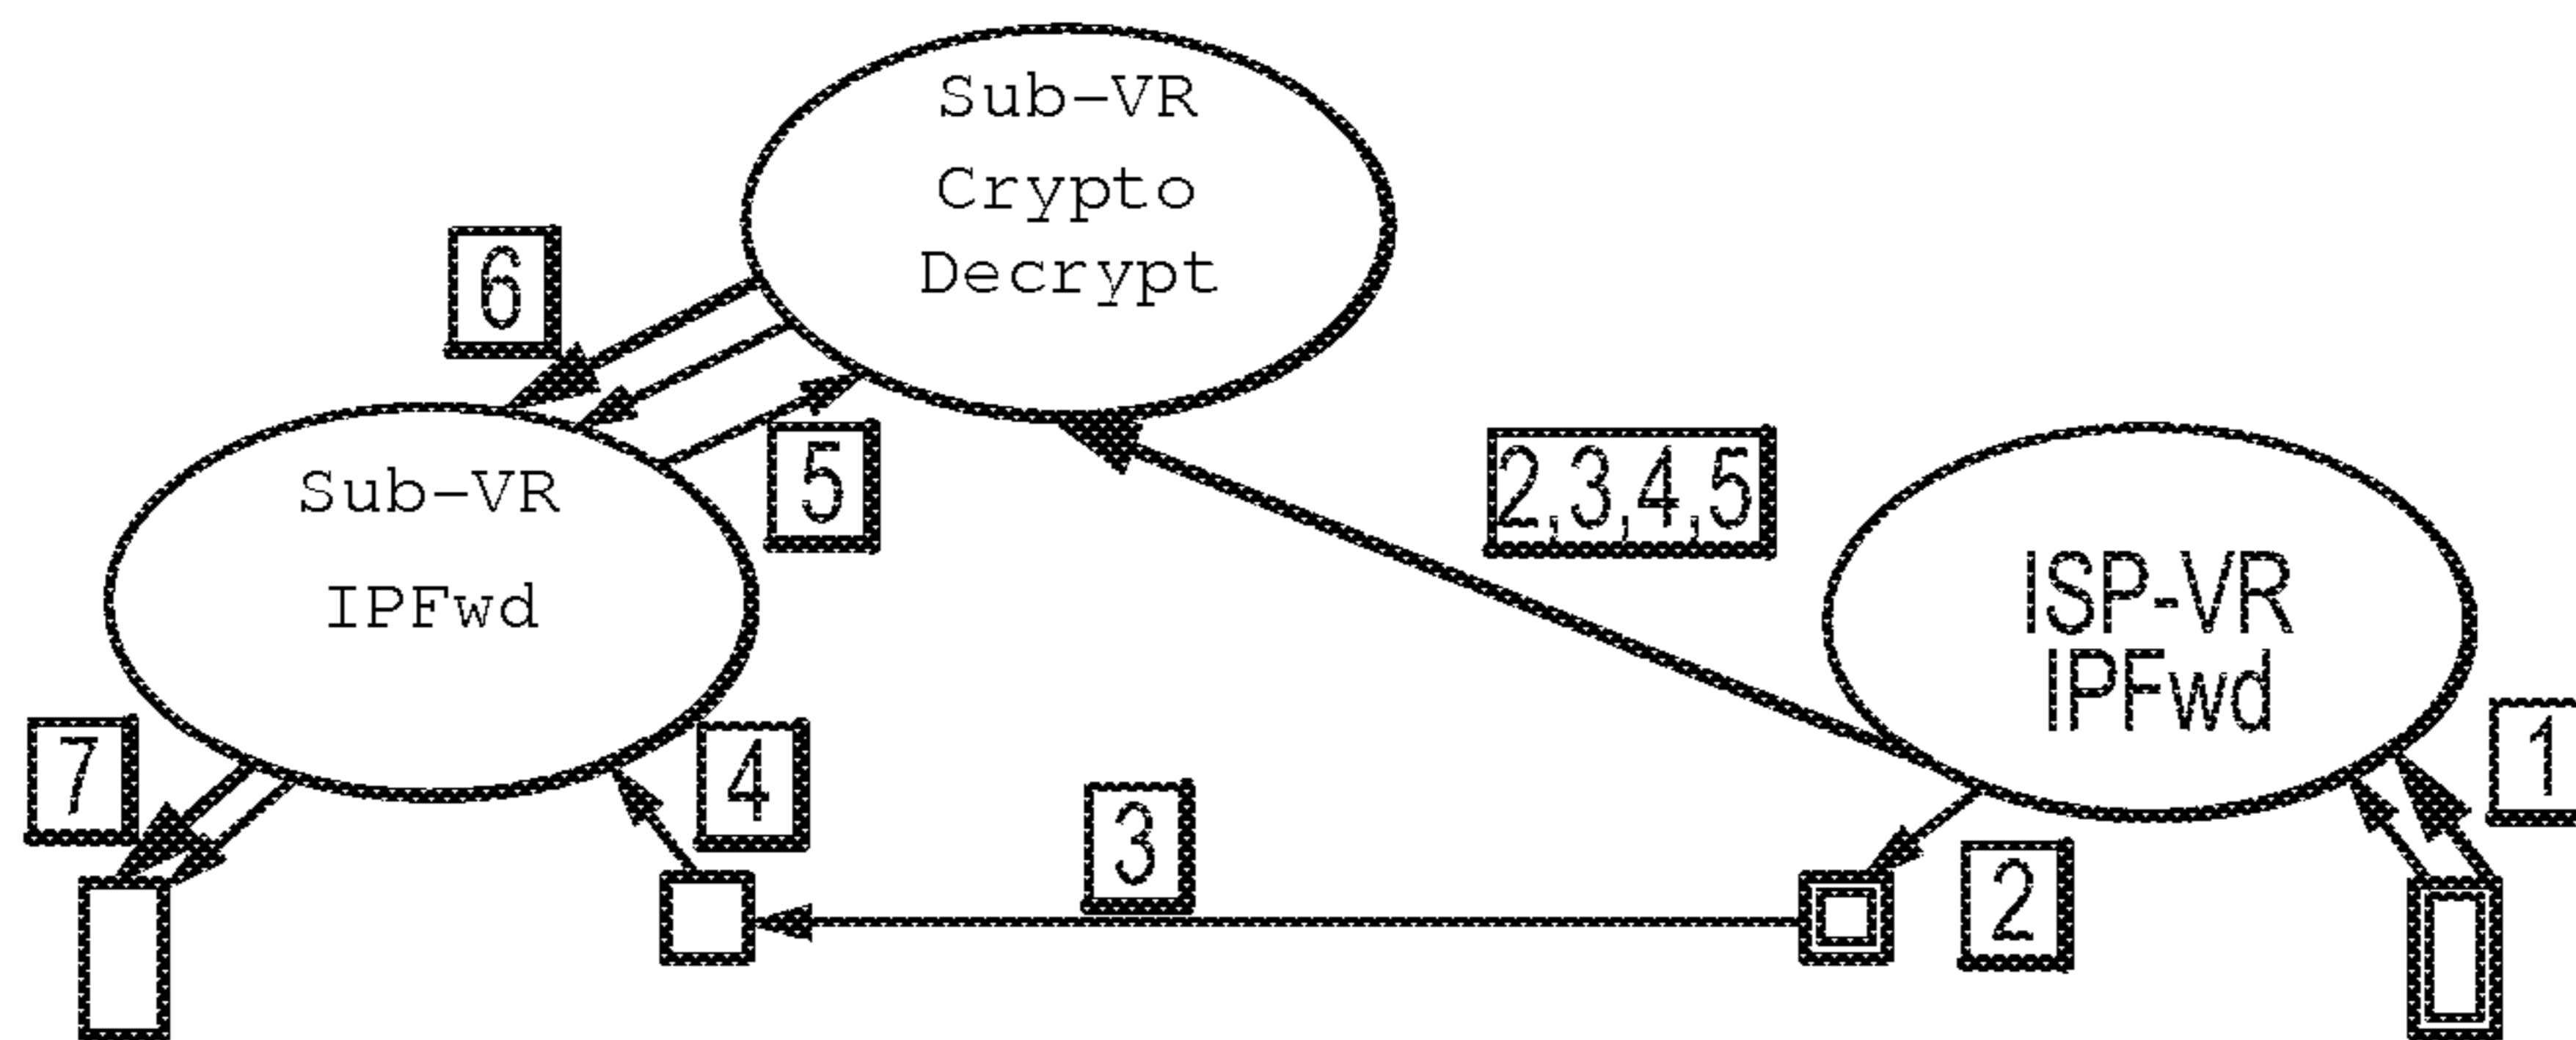 Sub-VR
Crypto
Decrypt
6
5
Sub-VR
IPFwd
2,3,4,5
ISP-VR
IPFwd
7
4
3
2
1